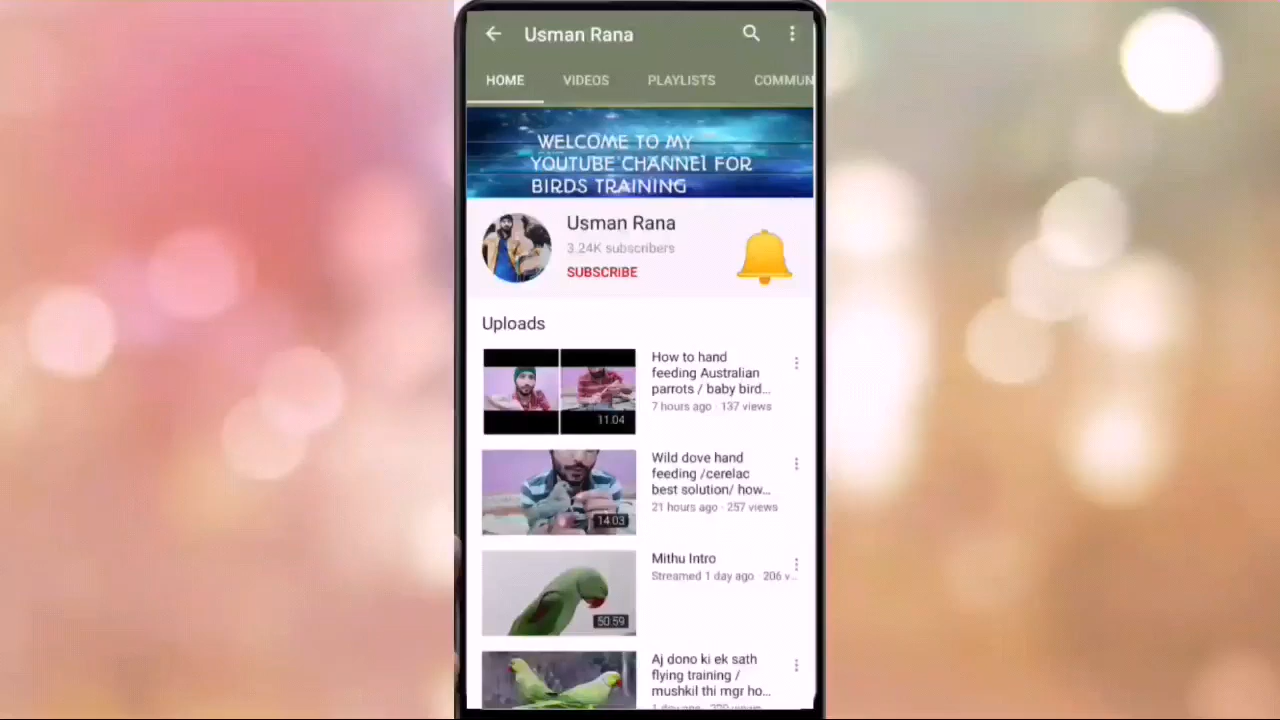 Usman Rana
HOME VIDEOS PLAYLISTS COMMUN
WELCOME TO MY
YOUTUBE CHANNEl FOR
BIRDS TRAINING
Usman Rana
3.24K subscribers
SUBSCRIBE
Uploads
How to hand
feeding Australian
parrots / baby bird...
7 hours ago · 137 views
11:04
Wild dove hand
feeding /cerelac
best solution/ how...
21 hours ago · 257 views
14:03
Mithu Intro
Streamed 1 day ago · 206 v...
50:59
Aj dono ki ek sath
flying training /
mushkil thi mgr ho...
1 day ago